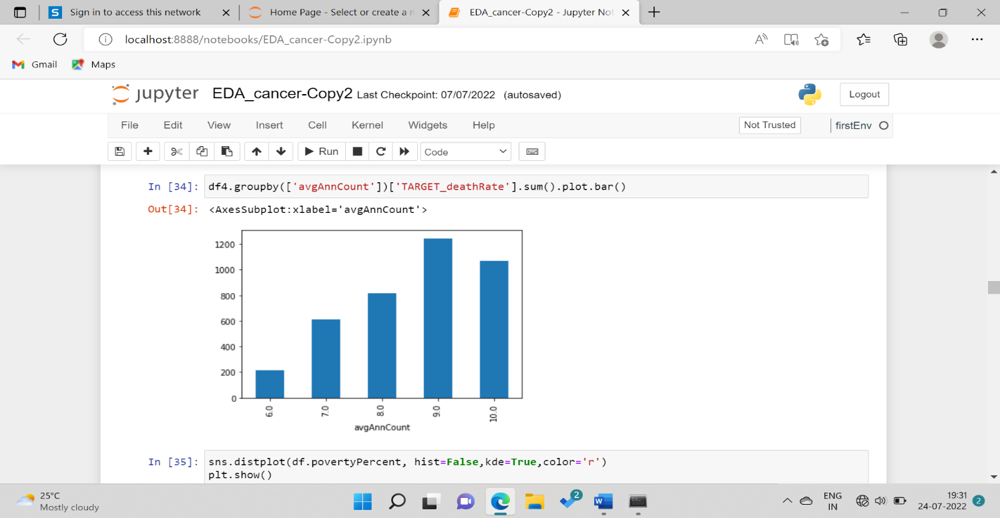 S Sign in to access this network
Home Page - Select or create a n
EDA_cancer-Copy2 - Jupyter Not
localhost:8888/notebooks/EDA_cancer-Copy2.ipynb
Gmail Maps
jupyter EDA_cancer-Copy2 Last Checkpoint: 07/07/2022 (autosaved)
Logout
File Edit View Insert Cell Kernel Widgets Help
Not Trusted firstEnv
Run Code
In [34]: df4.groupby(['avgAnnCount'])['TARGET_deathRate'].sum().plot.bar()
Out[34]: <AxesSubplot:xlabel='avgAnnCount'>
1200
1000
800
600
400
200
0
6.0 7.0 8.0 9.0 10.0
avgAnnCount
In [35]: sns.distplot(df.povertyPercent, hist=False,kde=True,color='r')
plt.show()
25°C
Mostly cloudy
2
W
ENG
IN
19:31
24-07-2022
2